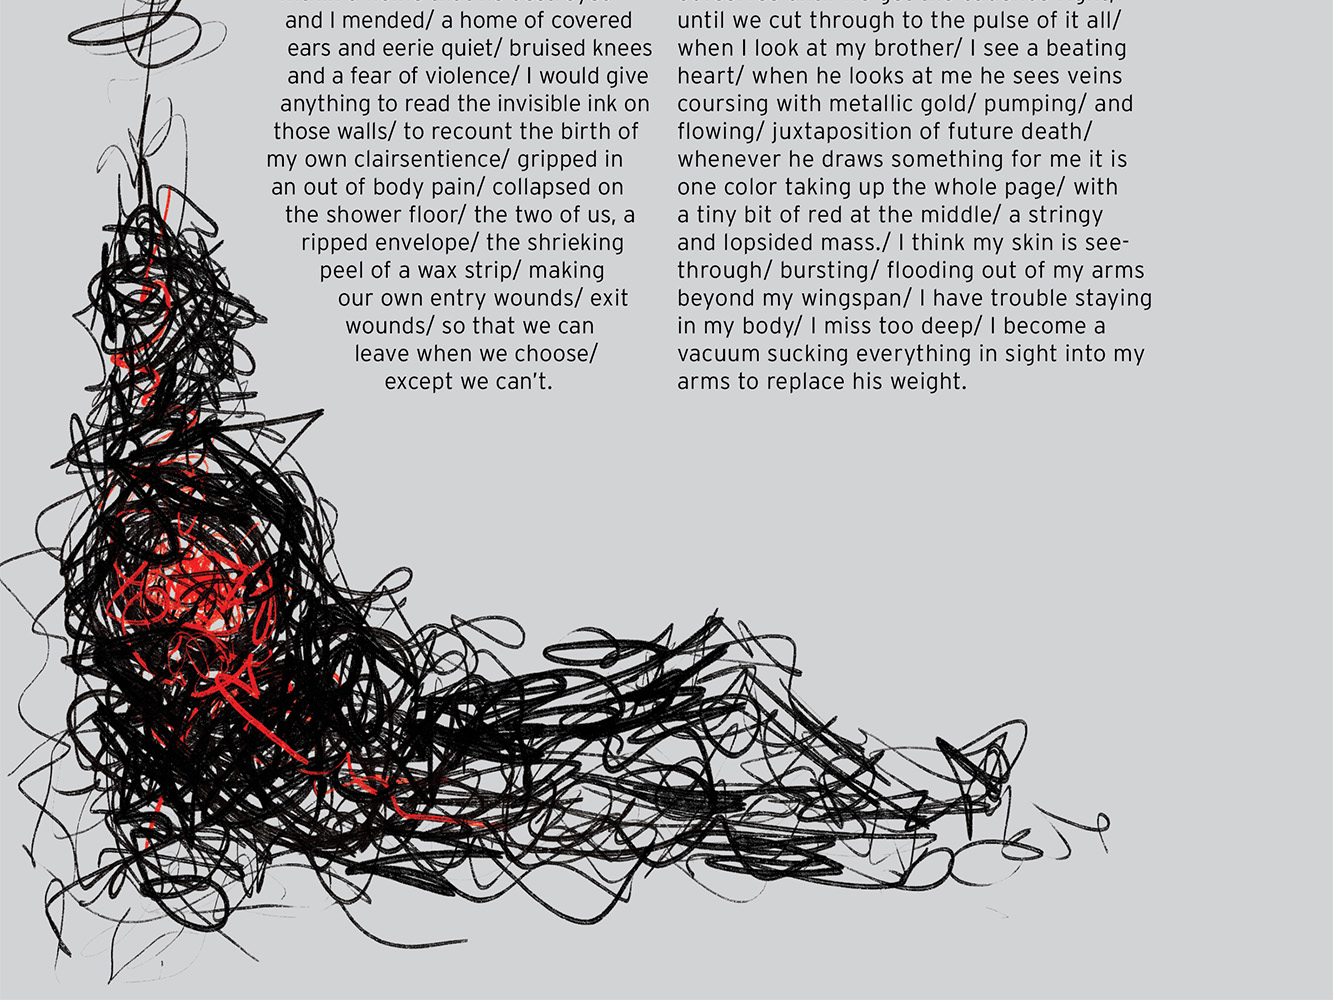 and I mended/ a home of covered
ears and eerie quiet/ bruised knees
and a fear of violence/ I would give
anything to read the invisible ink on
those walls/ to recount the birth of
my own clairsentience/ gripped in
an out of body pain/ collapsed on
the shower floor/ the two of us, a
ripped envelope/ the shrieking
peel of a wax strip/ making
our own entry wounds/ exit
wounds/ so that we can
leave when we choose/
except we can’t.
until we cut through to the pulse of it all/
when I look at my brother/ I see a beating
heart/ when he looks at me he sees veins
coursing with metallic gold/ pumping/ and
flowing/ juxtaposition of future death/
whenever he draws something for me it is
one color taking up the whole page/ with
a tiny bit of red at the middle/ a stringy
and lopsided mass./ I think my skin is see-
through/ bursting/ flooding out of my arms
beyond my wingspan/ I have trouble staying
in my body/ I miss too deep/ I become a
vacuum sucking everything in sight into my
arms to replace his weight.